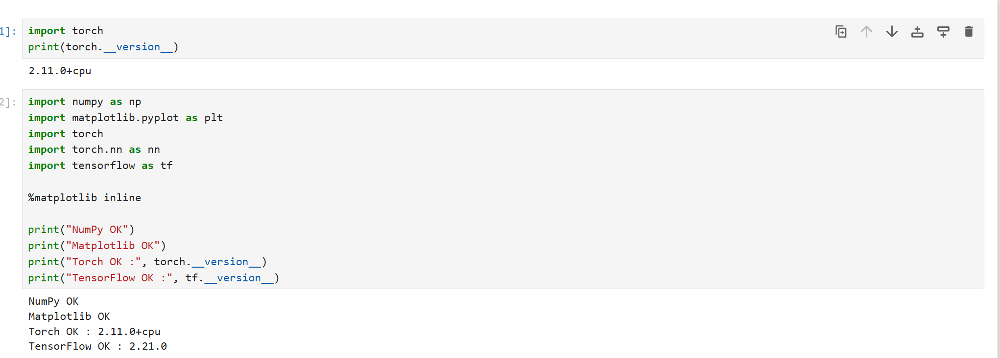 1]:
import torch
print(torch.__version__)
2.11.0+cpu
2]:
import numpy as np
import matplotlib.pyplot as plt
import torch
import torch.nn as nn
import tensorflow as tf
%matplotlib inline
print("NumPy OK")
print("Matplotlib OK")
print("Torch OK :", torch.__version__)
print("TensorFlow OK :", tf.__version__)
NumPy OK
Matplotlib OK
Torch OK : 2.11.0+cpu
TensorFlow OK : 2.21.0